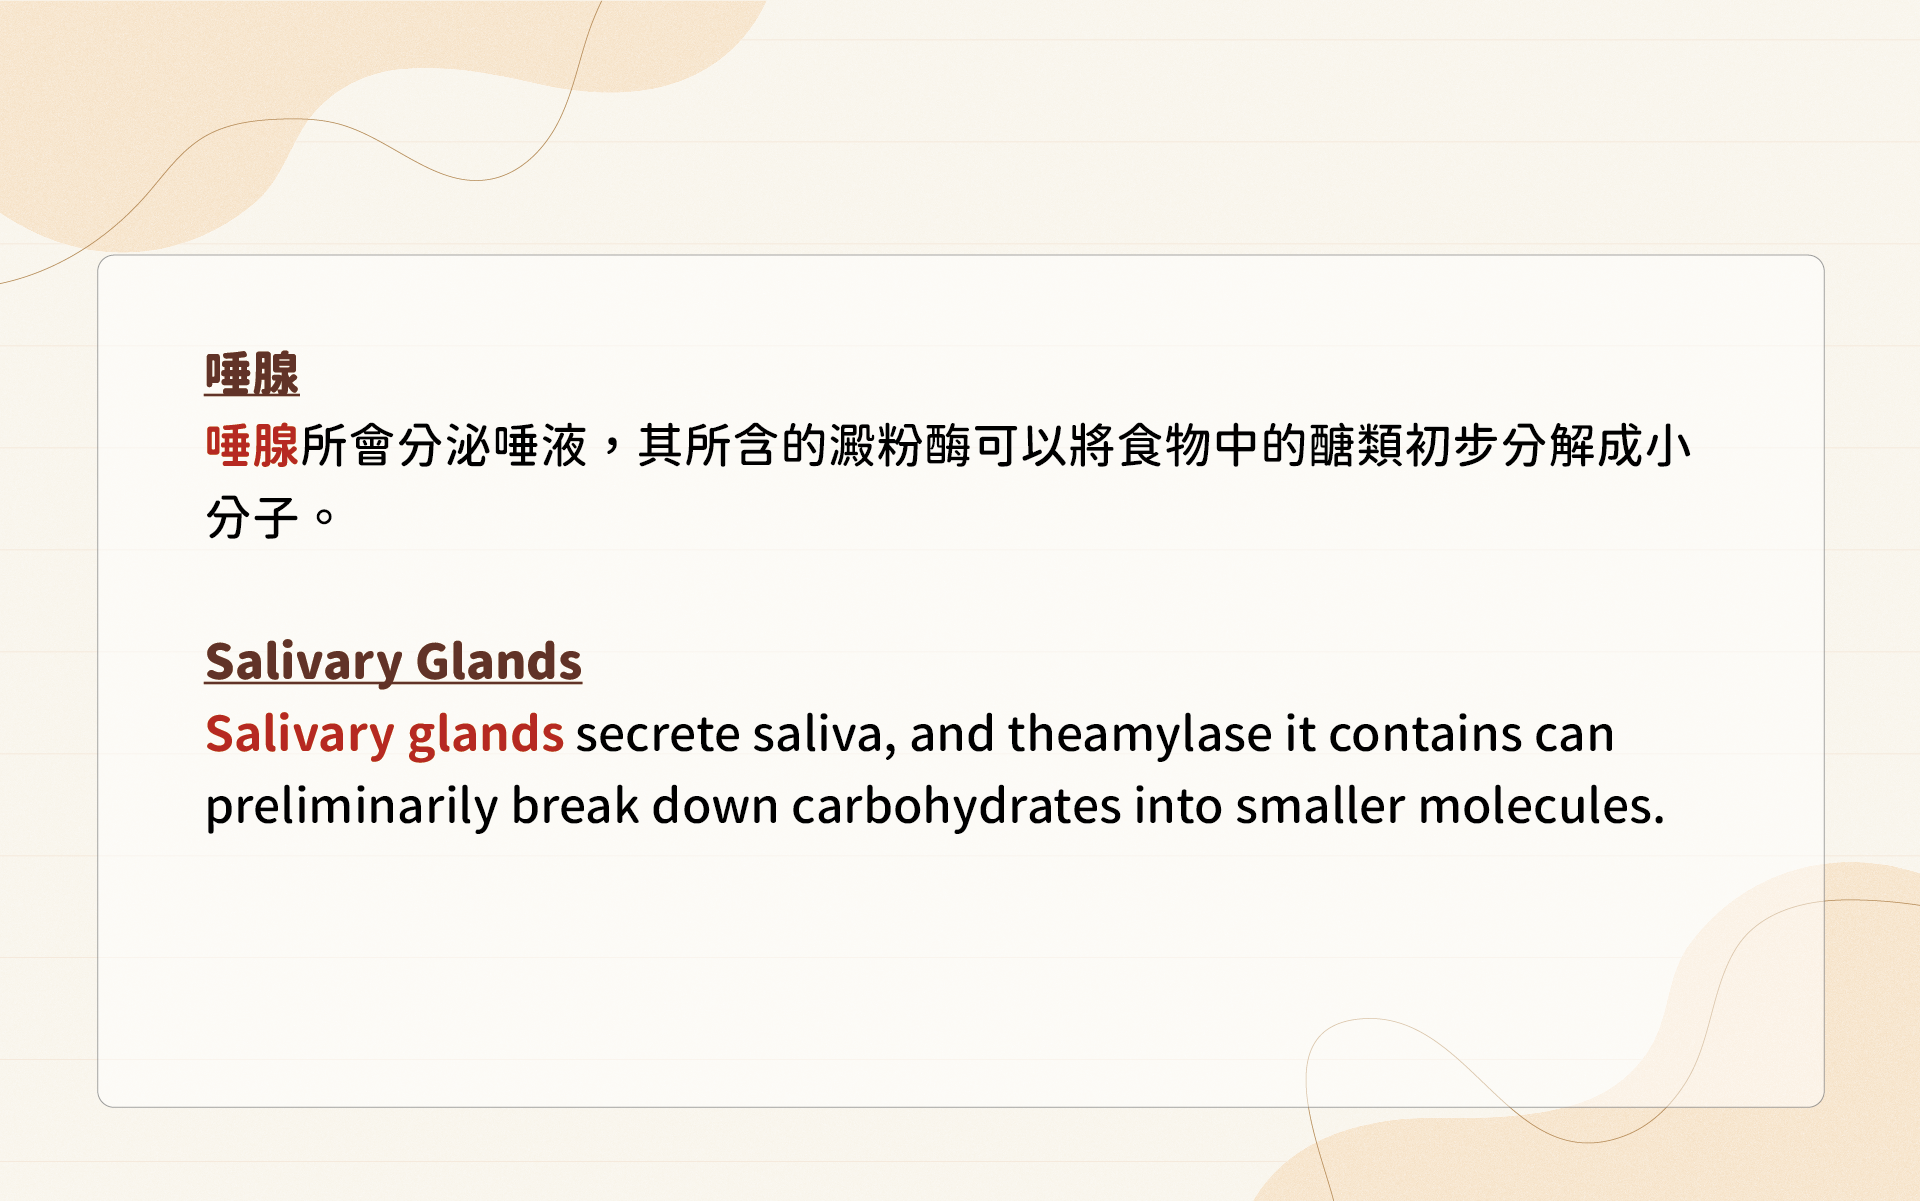 唾腺
唾腺所會分泌唾液，其所含的澱粉酶可以將食物中的醣類初步分解成小
分子。
Salivary Glands
Salivary glands secrete saliva, and theamylase it contains can
preliminarily break down carbohydrates into smaller molecules.